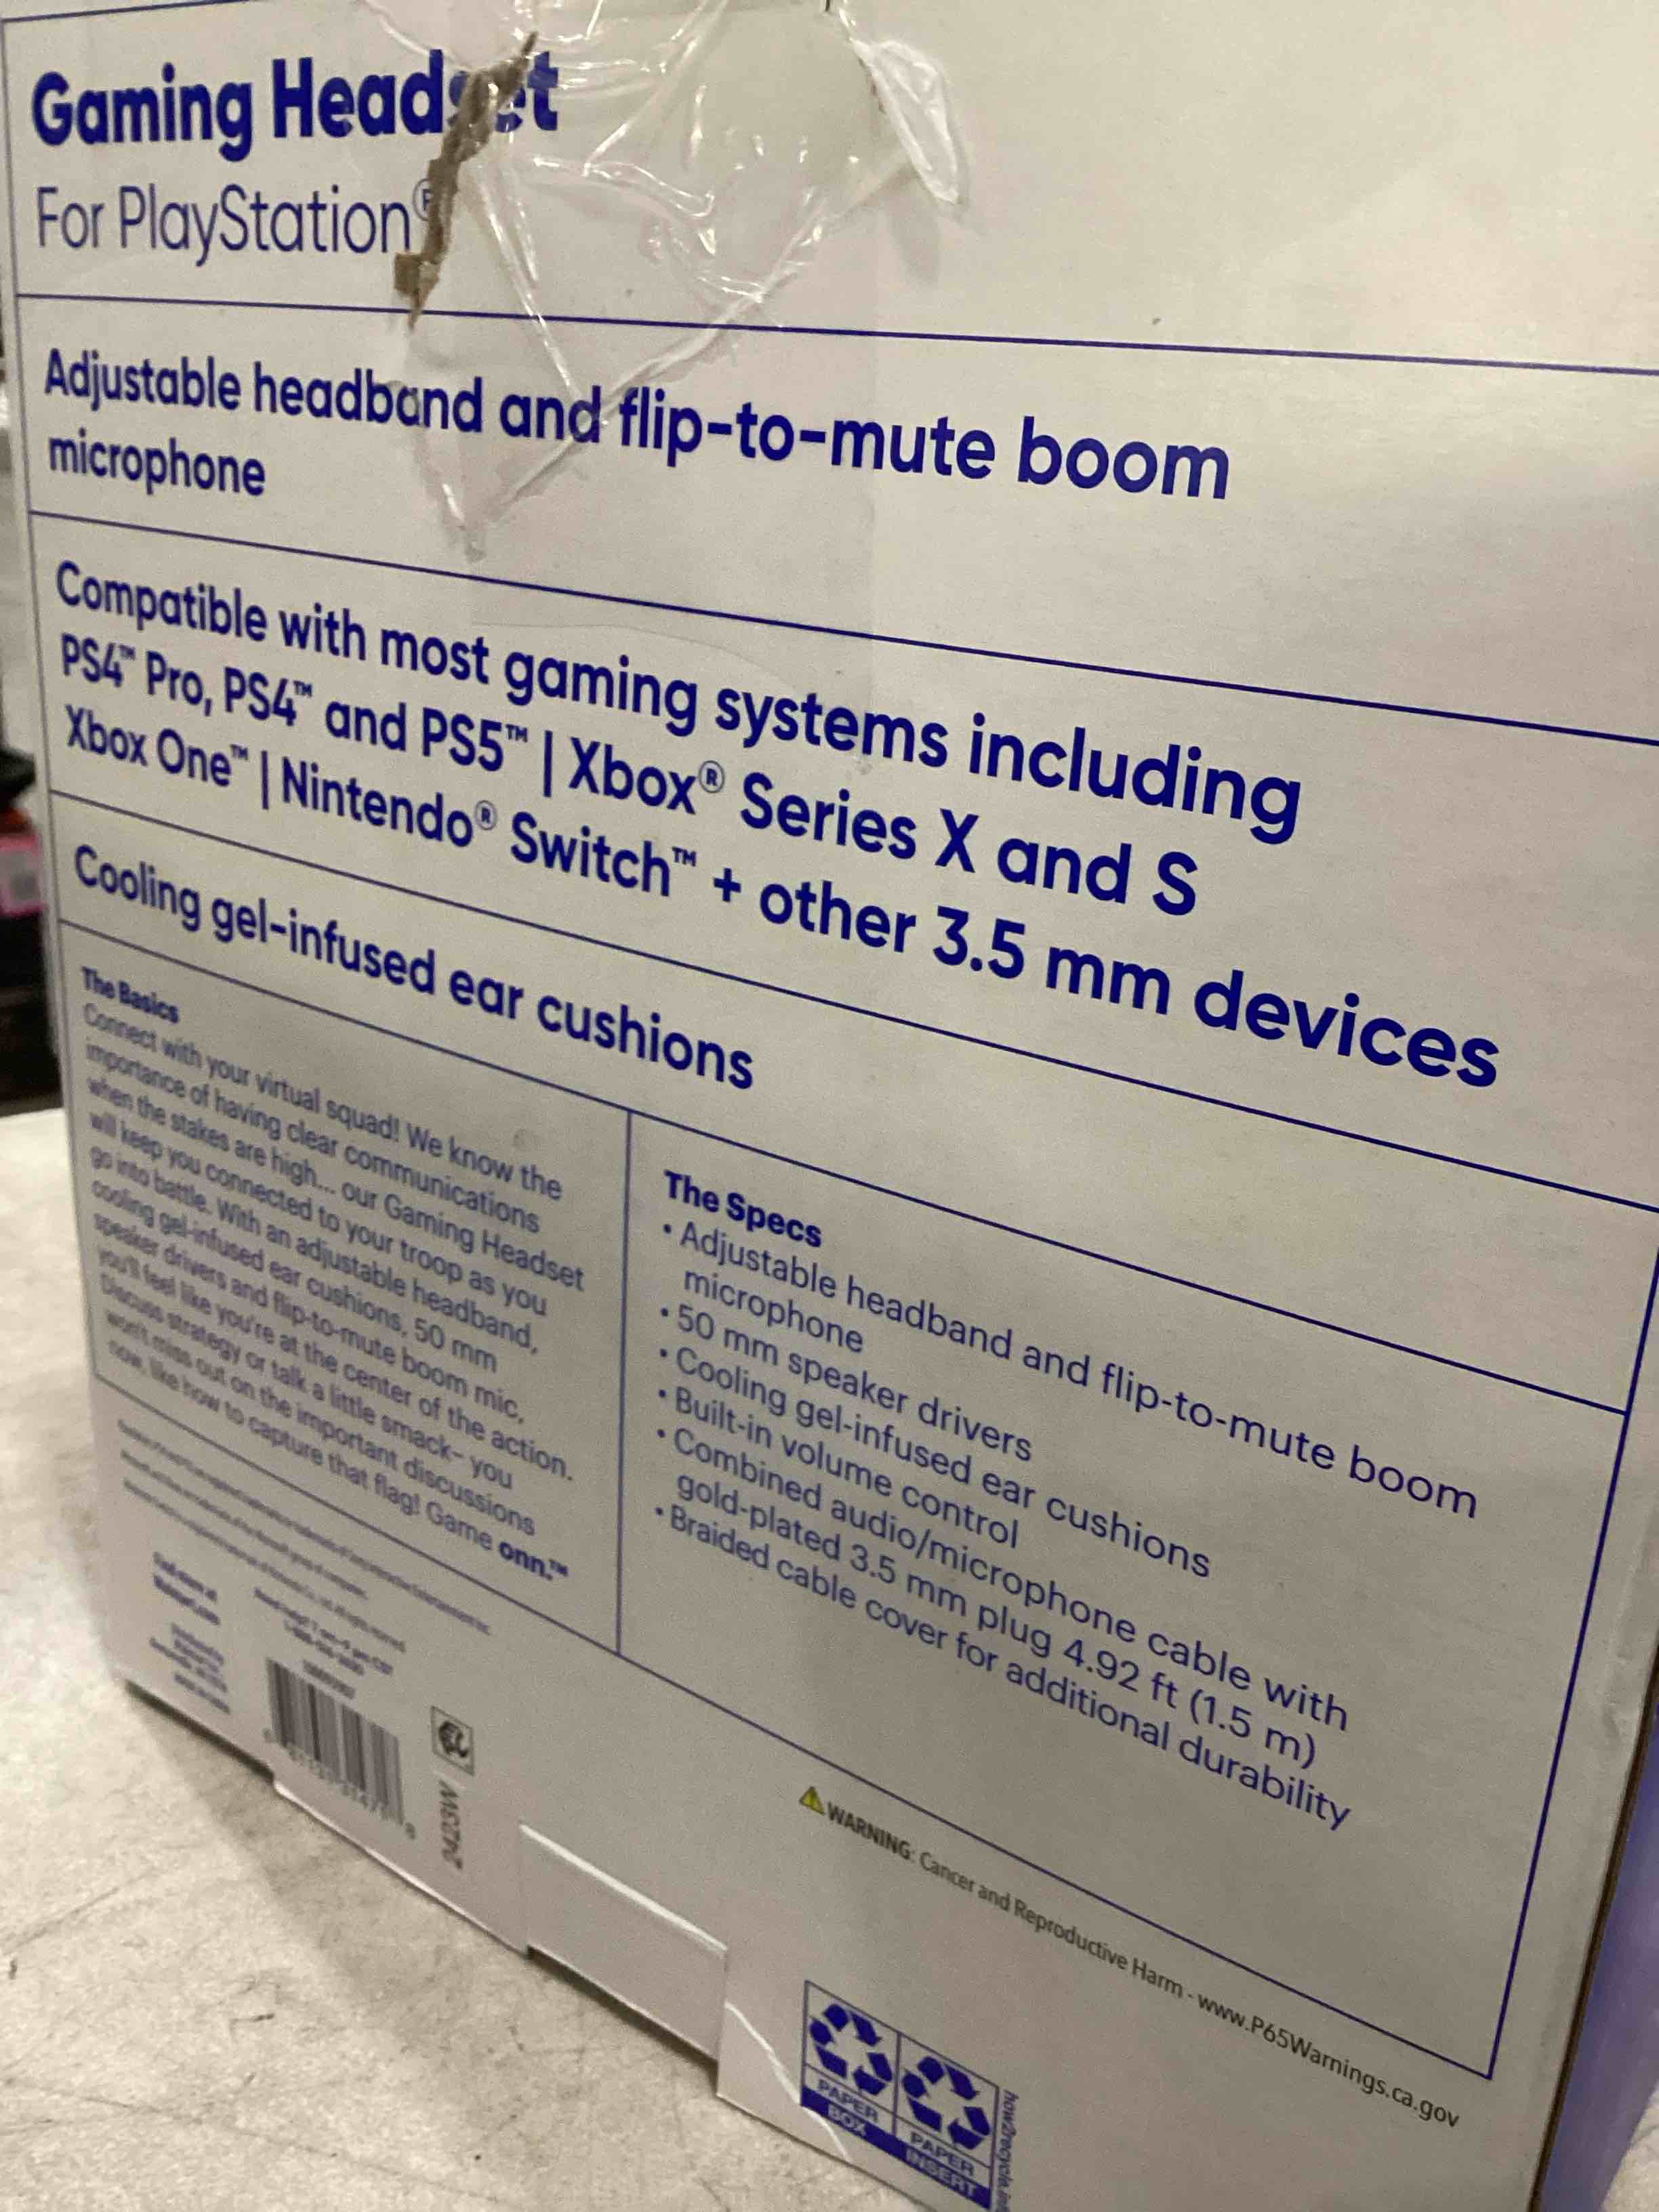 Gaming Headset
For PlayStation®
Adjustable headband and flip-to-mute boom
microphone
Compatible with most gaming systems including
PS4™ Pro, PS4™ and PS5™ | Xbox® Series X and S
Xbox One™ | Nintendo® Switch™ + other 3.5 mm devices
Cooling gel-infused ear cushions
The Basics
Connect with your virtual squad! We know the
importance of having clear communications
when the stakes are high... our Gaming Headset
will keep you connected to your troop as you
go into battle. With an adjustable headband,
cooling gel-infused ear cushions, 50 mm
speaker drivers and flip-to-mute boom mic,
you'll feel like you're at the center of the action.
Discuss strategy or talk a little smack- you
won't miss out on the important discussions
now, like how to capture that flag! Game onn.™
The Specs
• Adjustable headband and flip-to-mute boom
microphone
• 50 mm speaker drivers
• Cooling gel-infused ear cushions
• Built-in volume control
• Combined audio/microphone cable with
gold-plated 3.5 mm plug 4.92 ft (1.5 m)
• Braided cable cover for additional durability
2423W
WARNING: Cancer and Reproductive Harm - www.P65Warnings.ca.gov
PAPER
BOX
PAPER
INSERT
how2recycle.info